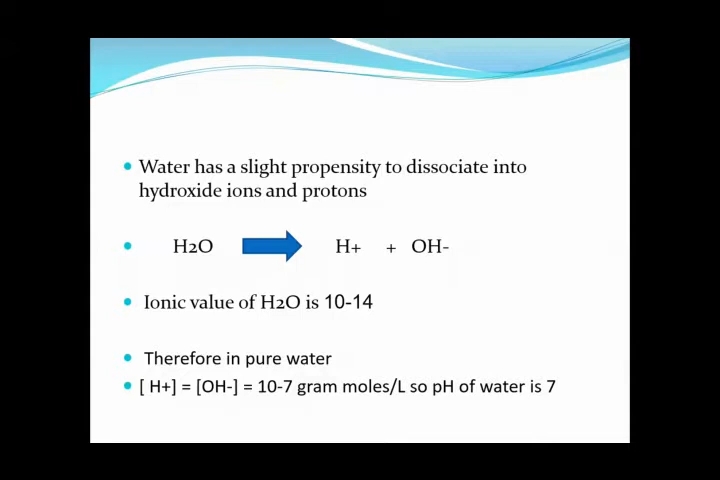 Water has a slight propensity to dissociate into
hydroxide ions and protons
H2O H+ + OH-
Ionic value of H2O is 10-14
Therefore in pure water
[ H+] = [OH-] = 10-7 gram moles/L so pH of water is 7